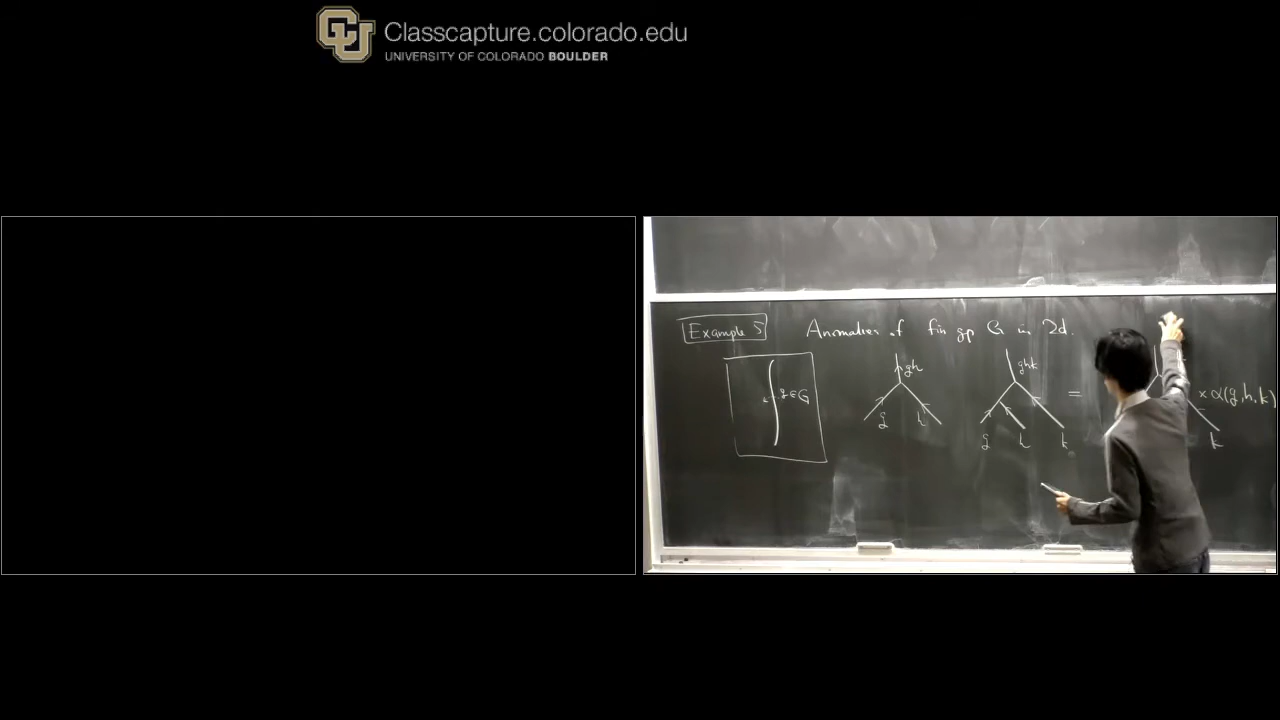 Classcapture.colorado.edu
UNIVERSITY OF COLORADO BOULDER
Example 5 Anomalies of fin gp G in 2d.
g∈G
gh
g h
ghk
g h k
=
k
× α(g,h,k)